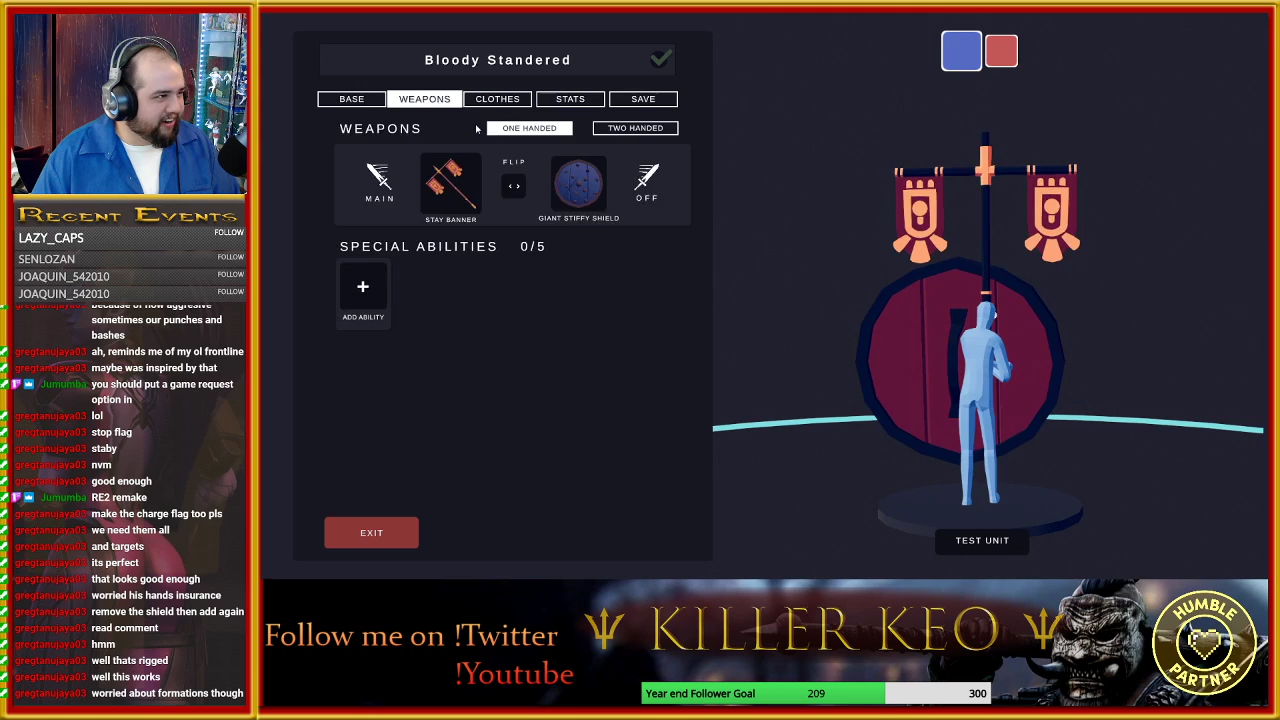 Bloody Standered
BASE
WEAPONS
CLOTHES
STATS
SAVE
WEAPONS
ONE HANDED
TWO HANDED
MAIN
STAY BANNER
FLIP
GIANT STIFFY SHIELD
OFF
SPECIAL ABILITIES 0/5
+
ADD ABILITY
EXIT
TEST UNIT
RECENT EVENTS
LAZY_CAPS FOLLOW
SENLOZAN FOLLOW
JOAQUIN_542010 FOLLOW
JOAQUIN_542010 FOLLOW
gregtanujaya03 because of how aggresive
sometimes our punches and
bashes
gregtanujaya03 ah, reminds me of my ol frontline
gregtanujaya03 maybe was inspired by that
Jumumba you should put a game request
option in
gregtanujaya03 lol
gregtanujaya03 stop flag
gregtanujaya03 staby
gregtanujaya03 nvm
gregtanujaya03 good enough
Jumumba RE2 remake
gregtanujaya03 make the charge flag too pls
gregtanujaya03 we need them all
gregtanujaya03 and targets
gregtanujaya03 its perfect
gregtanujaya03 that looks good enough
gregtanujaya03 worried his hands insurance
gregtanujaya03 remove the shield then add again
gregtanujaya03 read comment
gregtanujaya03 hmm
gregtanujaya03 well thats rigged
gregtanujaya03 well this works
gregtanujaya03 worried about formations though
Follow me on !Twitter
!Youtube
KILLER KEO
Year end Follower Goal 209 300
HUMBLE
PARTNER